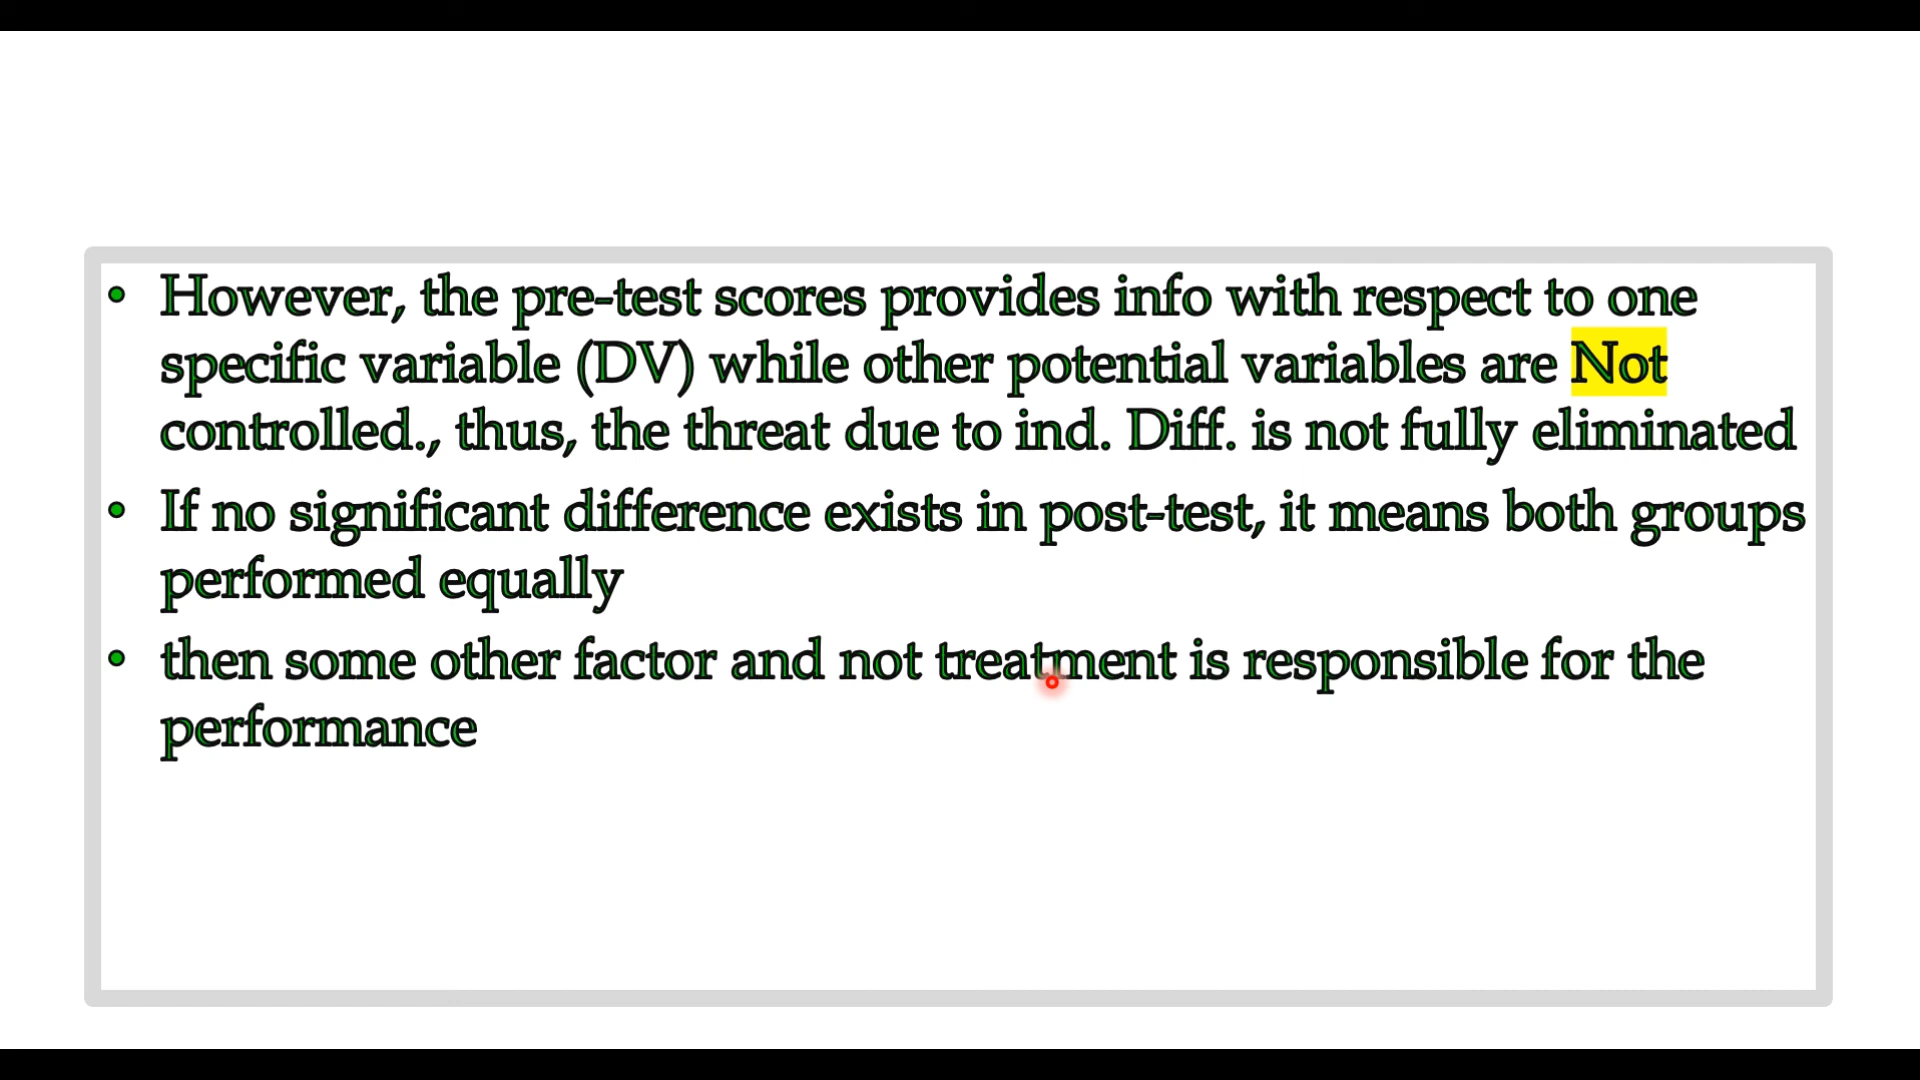 • However, the pre-test scores provides info with respect to one
specific variable (DV) while other potential variables are Not
controlled., thus, the threat due to ind. Diff. is not fully eliminated
• If no significant difference exists in post-test, it means both groups
performed equally
• then some other factor and not treatment is responsible for the
performance